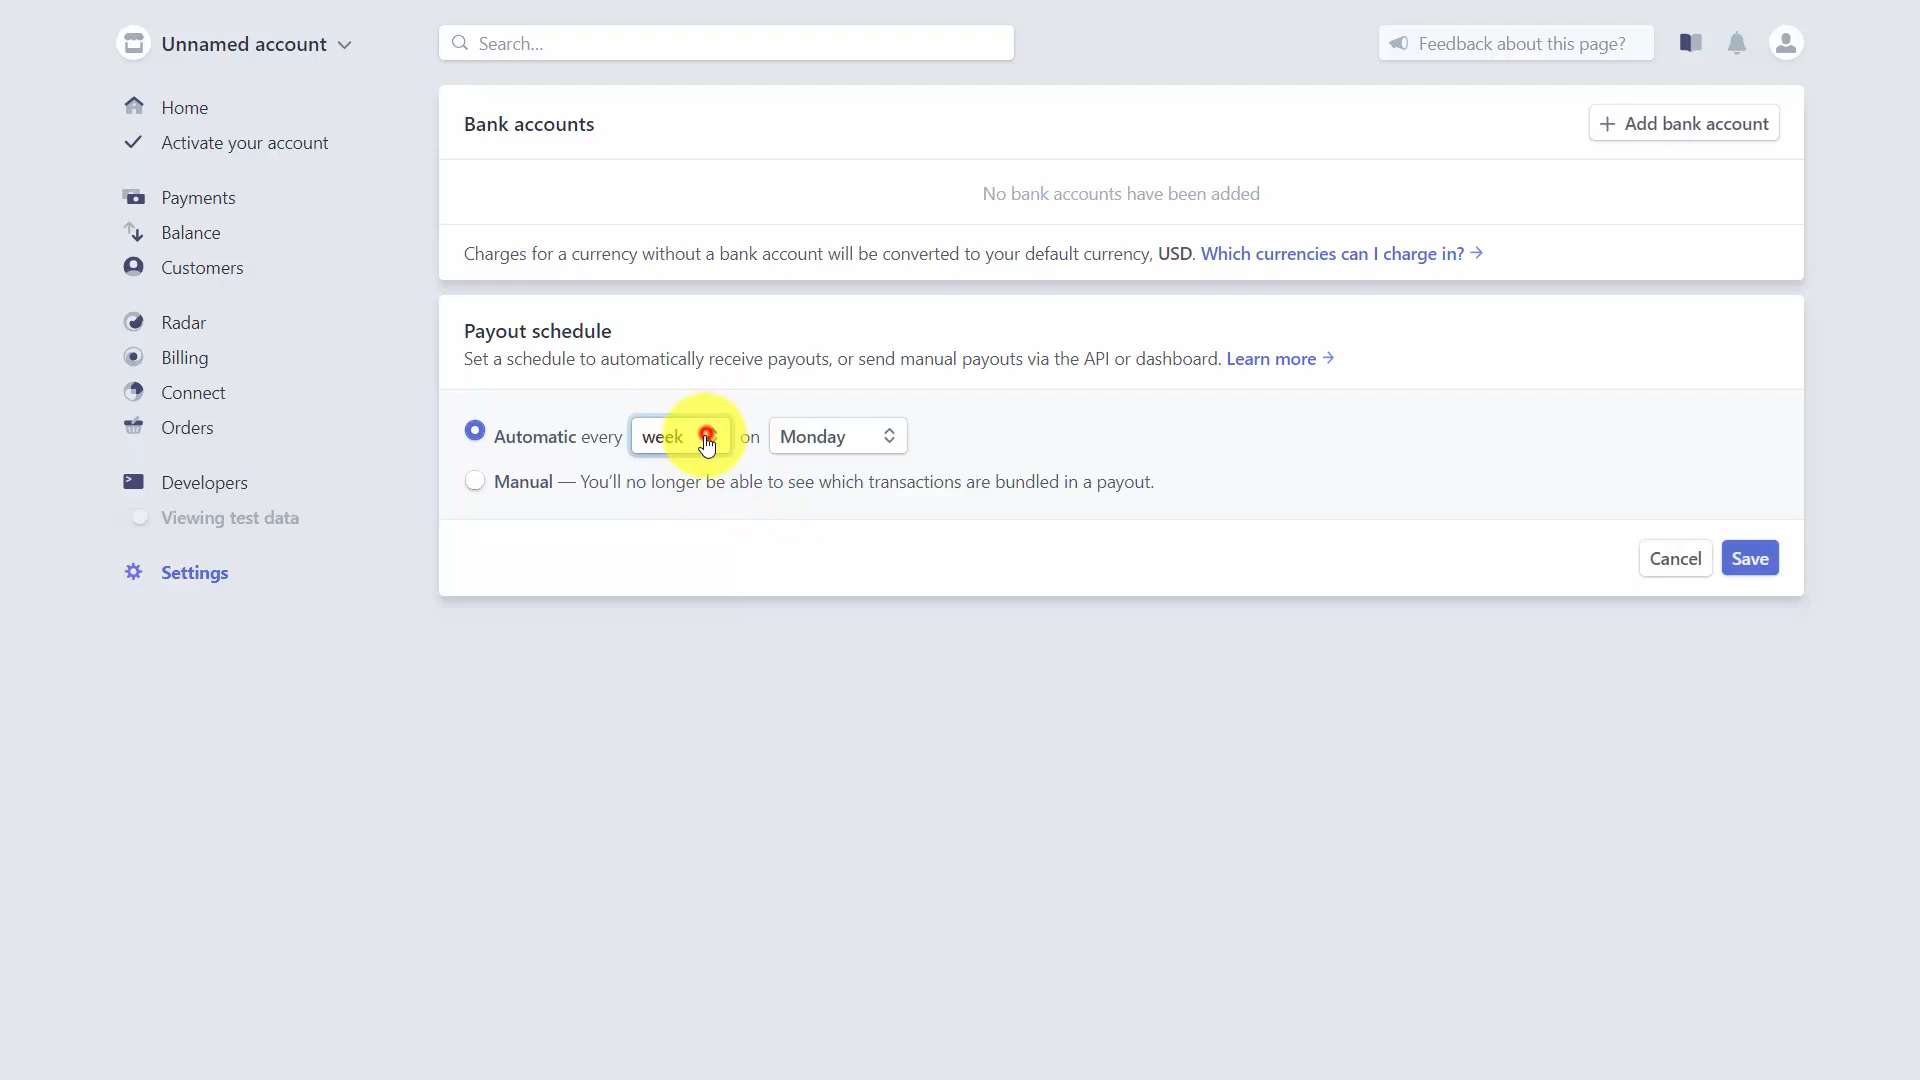 Unnamed account
Search...
Feedback about this page?
Home
Activate your account
Payments
Balance
Customers
Radar
Billing
Connect
Orders
Developers
Viewing test data
Settings
Bank accounts
Add bank account
No bank accounts have been added
Charges for a currency without a bank account will be converted to your default currency, USD. Which currencies can I charge in? →
Payout schedule
Set a schedule to automatically receive payouts, or send manual payouts via the API or dashboard. Learn more →
Automatic every week on Monday
Manual — You'll no longer be able to see which transactions are bundled in a payout.
Cancel Save